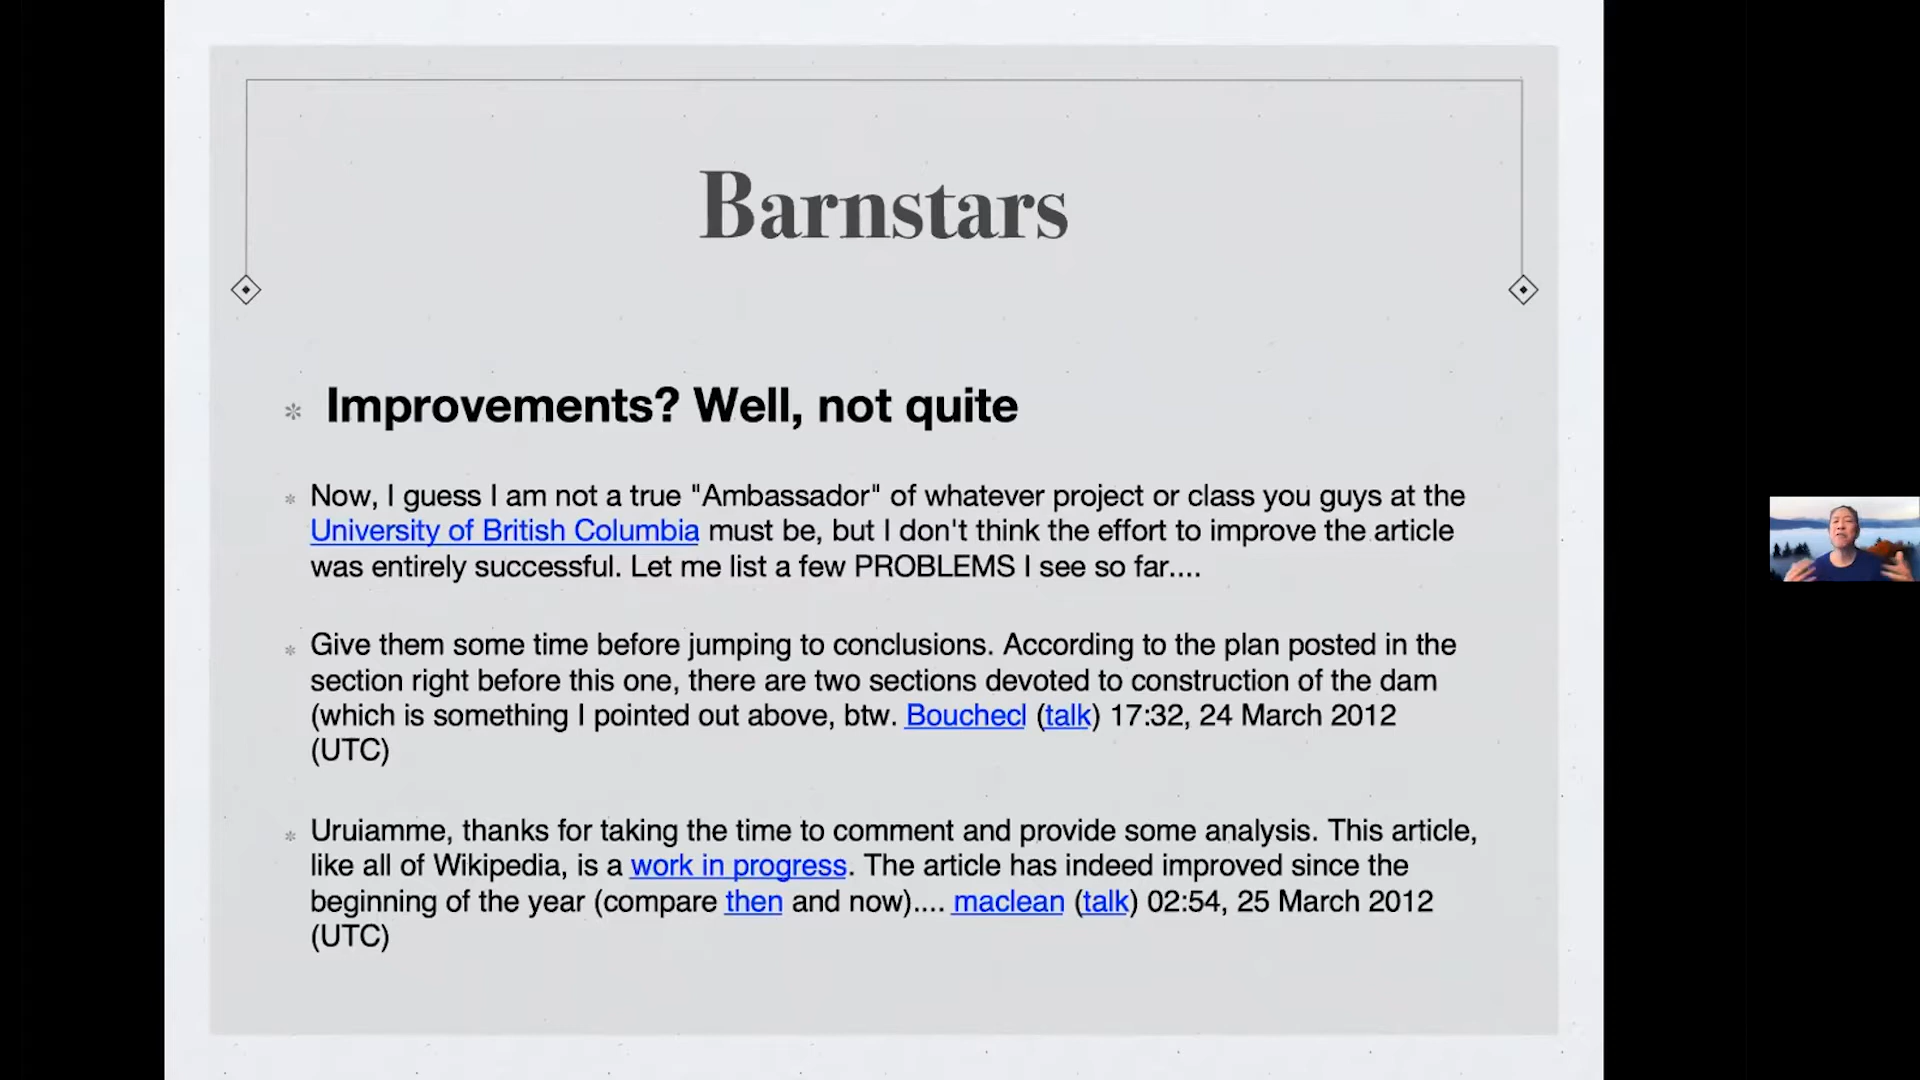 Barnstars
Improvements? Well, not quite
Now, I guess I am not a true "Ambassador" of whatever project or class you guys at the
University of British Columbia must be, but I don't think the effort to improve the article
was entirely successful. Let me list a few PROBLEMS I see so far....
Give them some time before jumping to conclusions. According to the plan posted in the
section right before this one, there are two sections devoted to construction of the dam
(which is something I pointed out above, btw. Bouchecl (talk) 17:32, 24 March 2012
(UTC)
Uruiamme, thanks for taking the time to comment and provide some analysis. This article,
like all of Wikipedia, is a work in progress. The article has indeed improved since the
beginning of the year (compare then and now).... maclean (talk) 02:54, 25 March 2012
(UTC)